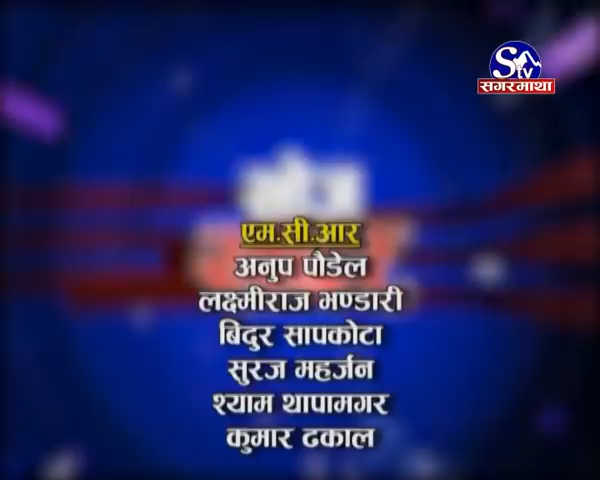 STV
सगरमाथा
एम.सी.आर
अनुप पौडेल
लक्ष्मीराज भण्डारी
बिदुर सापकोटा
सुरज महर्जन
श्याम थापामगर
कुमार ढकाल